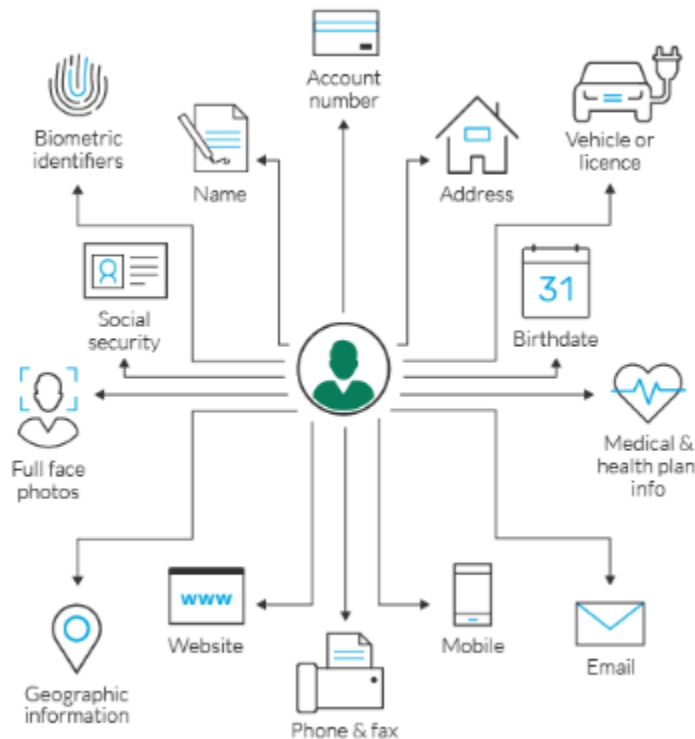 Account
number
Biometric
identifiers
Name
Address
Vehicle or
licence
Social
security
31
Birthdate
Full face
photos
Medical &
health plan
info
www
Website
Mobile
Email
Geographic
information
Phone & fax